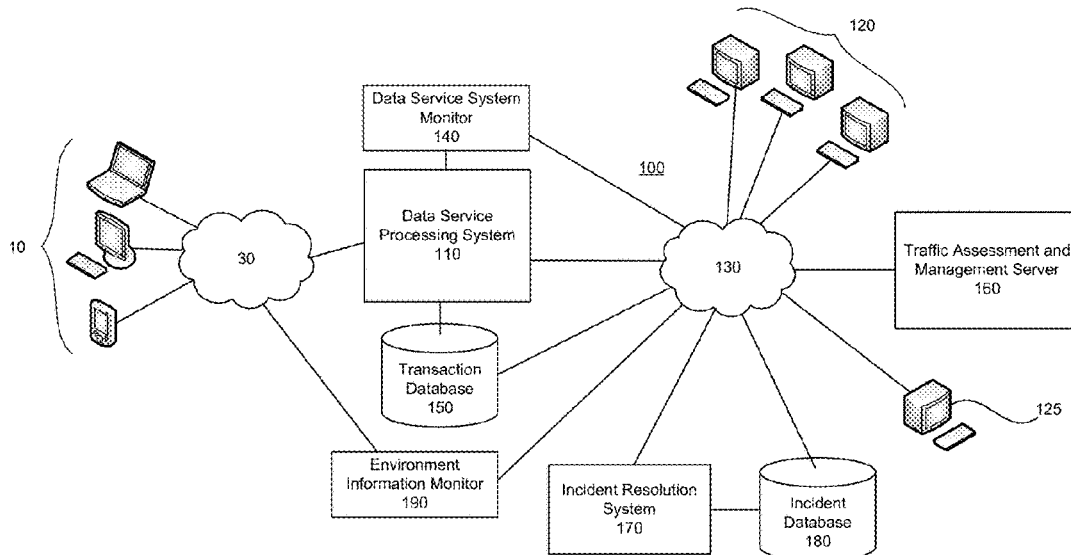 120
Data Service System
Monitor
140
100
10
30
Data Service
Processing System
110
130
Traffic Assessment and
Management Server
160
Transaction
Database
150
125
Environment
Information Monitor
190
Incident Resolution
System
170
Incident
Database
180